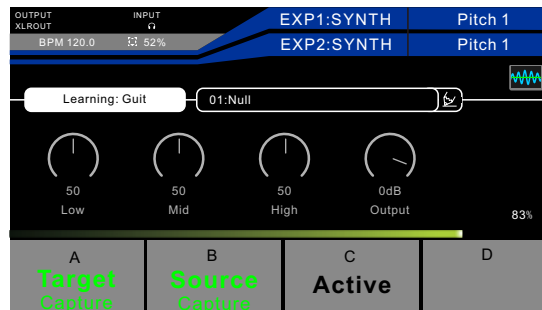 OUTPUT
XLROUT
INPUT
BPM 120.0
52%
EXP1:SYNTH
Pitch 1
EXP2:SYNTH
Pitch 1
Learning: Guit
01:Null
50
50
50
0dB
Low
Mid
High
Output
83%
A
B
C
D
Target
Source
Active
Capture
Capture